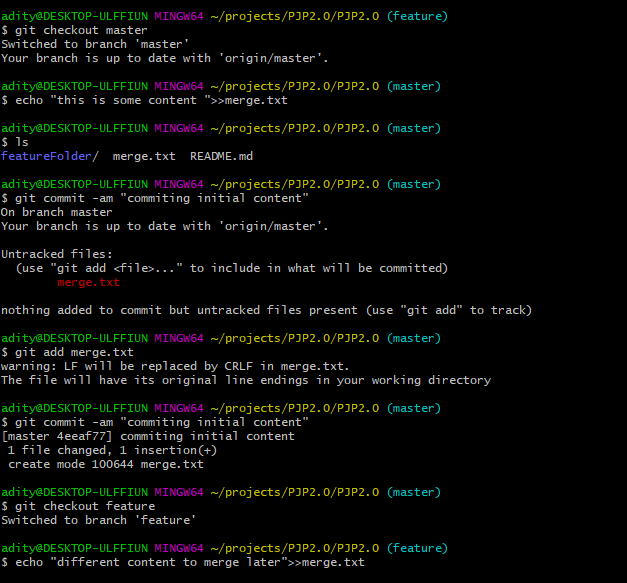 adity@DESKTOP-ULFFIUN MINGW64 ~/projects/PJP2.0/PJP2.0 (feature)
$ git checkout master
Switched to branch 'master'
Your branch is up to date with 'origin/master'.
adity@DESKTOP-ULFFIUN MINGW64 ~/projects/PJP2.0/PJP2.0 (master)
$ echo "this is some content ">>merge.txt
adity@DESKTOP-ULFFIUN MINGW64 ~/projects/PJP2.0/PJP2.0 (master)
$ ls
featureFolder/  merge.txt  README.md
adity@DESKTOP-ULFFIUN MINGW64 ~/projects/PJP2.0/PJP2.0 (master)
$ git commit -am "commiting initial content"
On branch master
Your branch is up to date with 'origin/master'.
Untracked files:
  (use "git add <file>..." to include in what will be committed)
        merge.txt
nothing added to commit but untracked files present (use "git add" to track)
adity@DESKTOP-ULFFIUN MINGW64 ~/projects/PJP2.0/PJP2.0 (master)
$ git add merge.txt
warning: LF will be replaced by CRLF in merge.txt.
The file will have its original line endings in your working directory
adity@DESKTOP-ULFFIUN MINGW64 ~/projects/PJP2.0/PJP2.0 (master)
$ git commit -am "commiting initial content"
[master 4eeaf77] commiting initial content
 1 file changed, 1 insertion(+)
 create mode 100644 merge.txt
adity@DESKTOP-ULFFIUN MINGW64 ~/projects/PJP2.0/PJP2.0 (master)
$ git checkout feature
Switched to branch 'feature'
adity@DESKTOP-ULFFIUN MINGW64 ~/projects/PJP2.0/PJP2.0 (feature)
$ echo "different content to merge later">>merge.txt